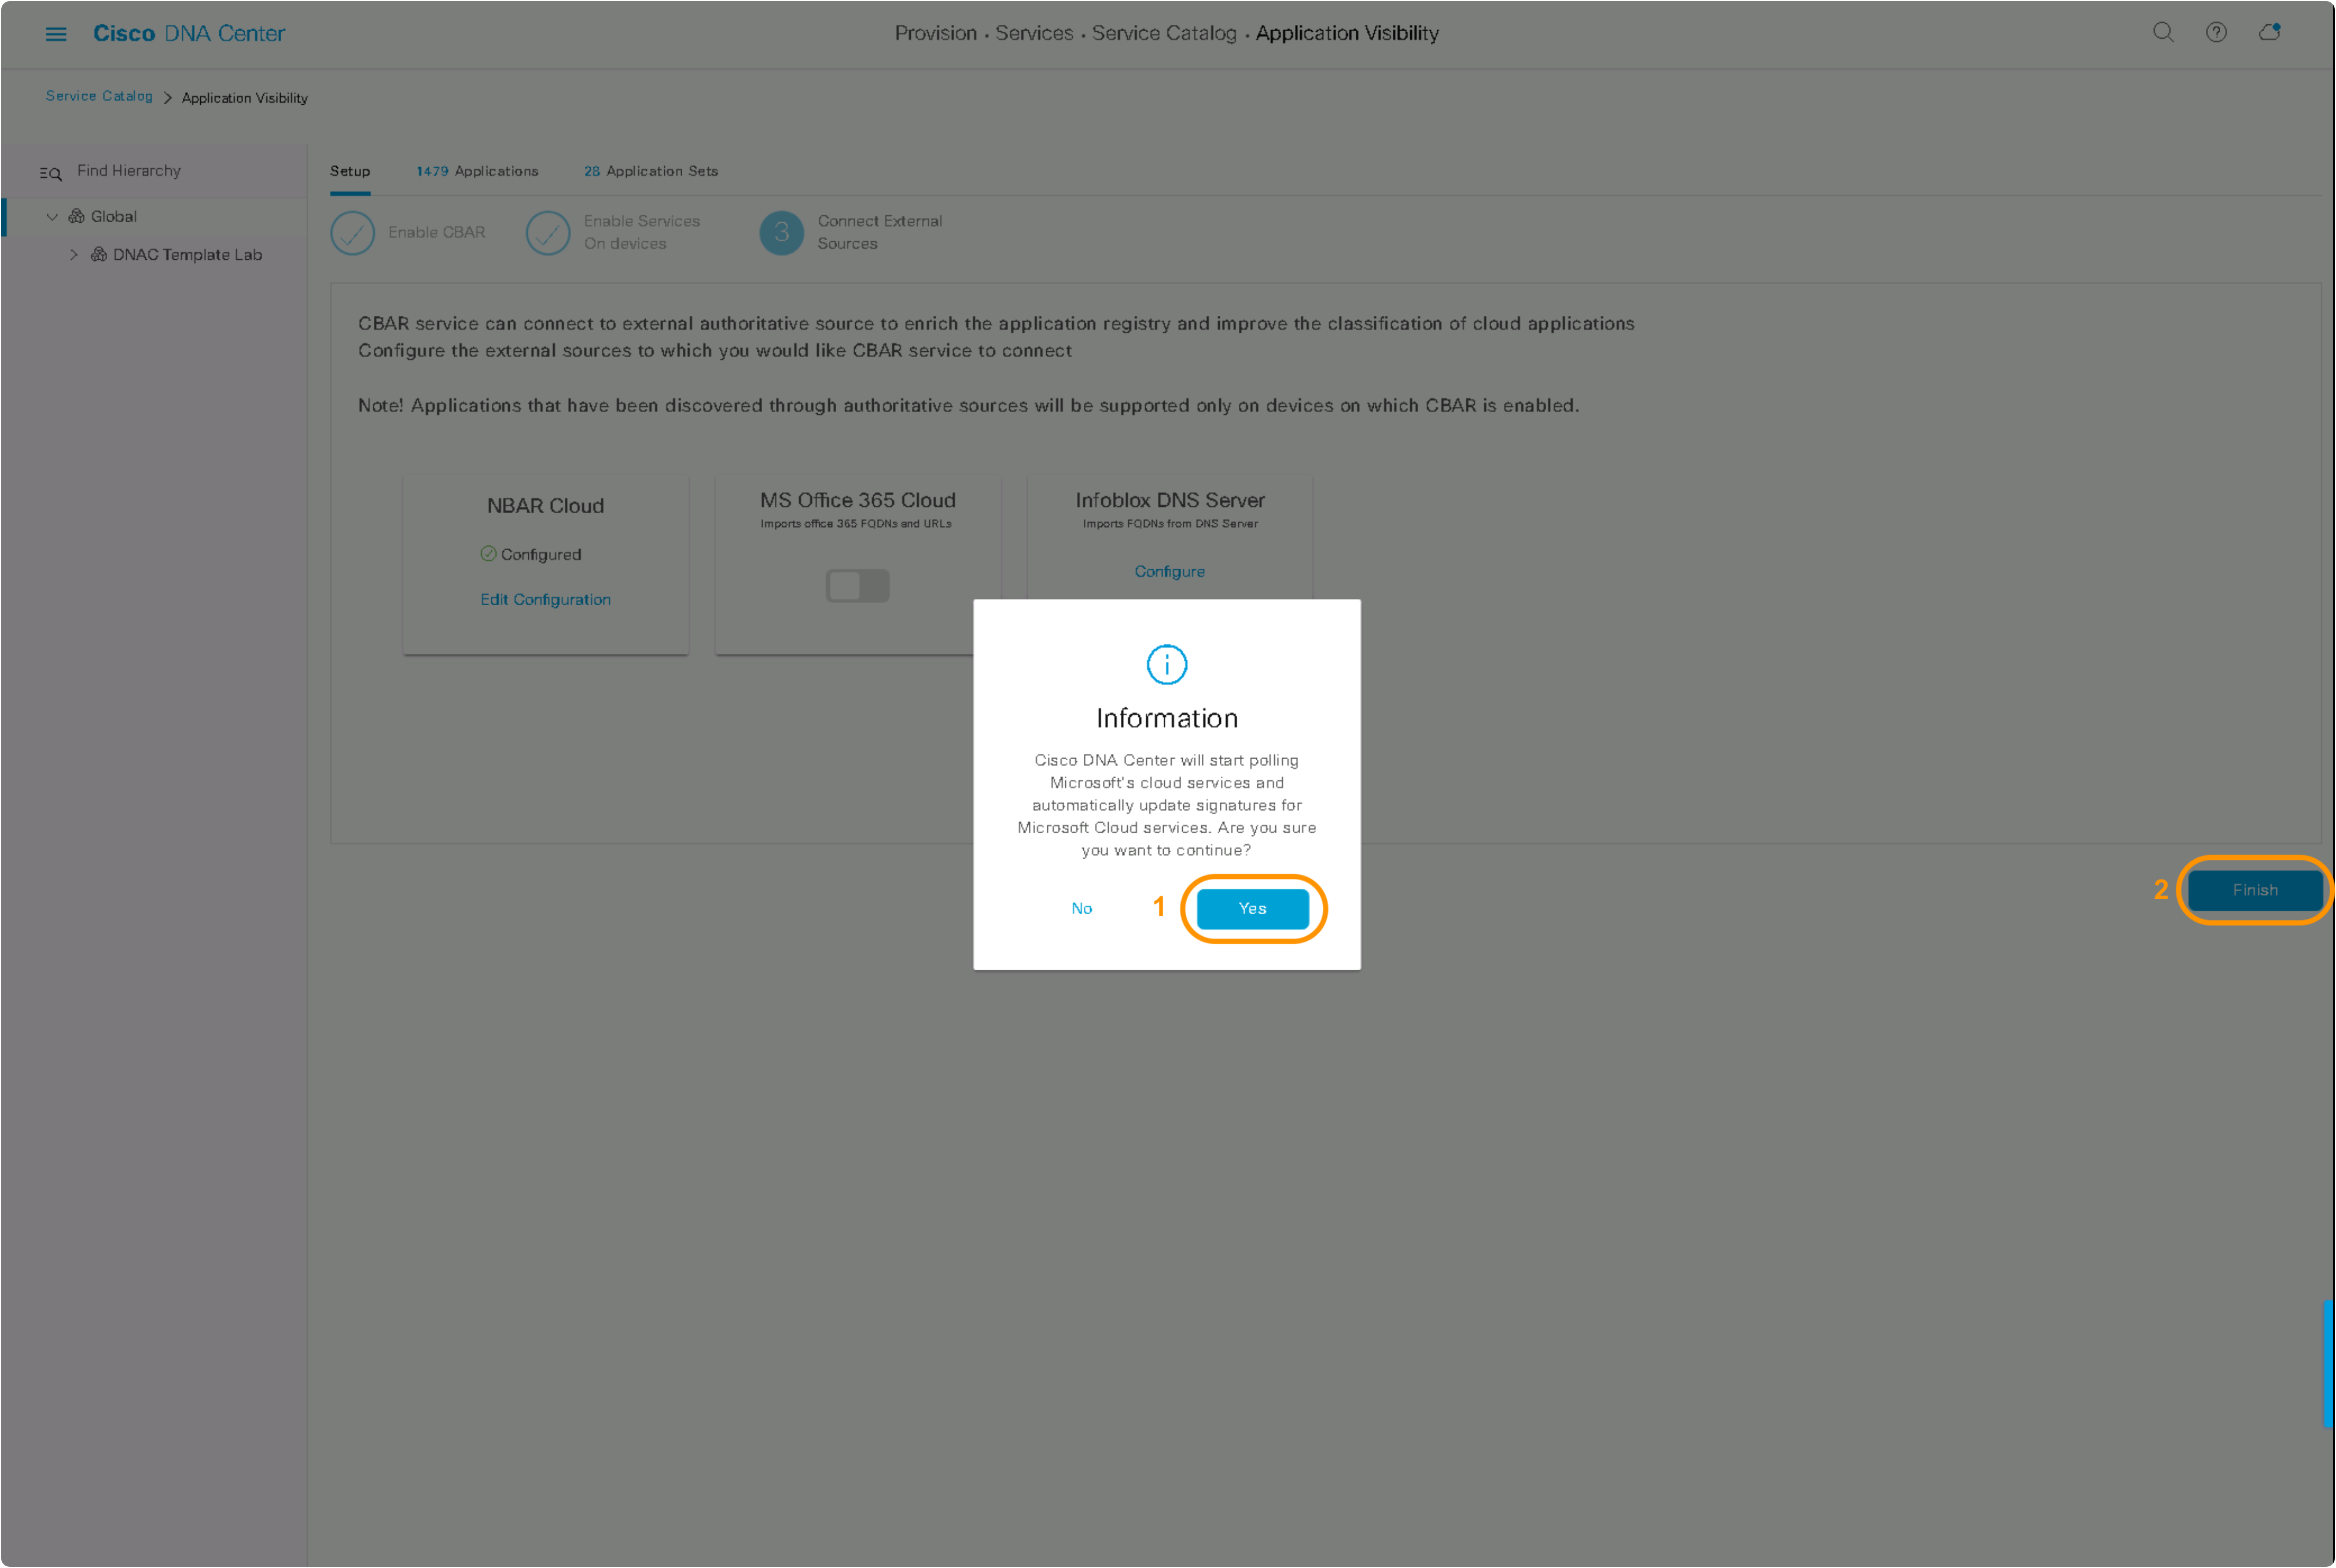 Cisco DNA Center
Provision · Services · Service Catalog · Application Visibility
Service Catalog > Application Visibility
Find Hierarchy
Global
DNAC Template Lab
Setup
1479 Applications
28 Application Sets
Enable CBAR
Enable Services
On devices
3
Connect External
Sources
CBAR service can connect to external authoritative source to enrich the application registry and improve the classification of cloud applications
Configure the external sources to which you would like CBAR service to connect
Note! Applications that have been discovered through authoritative sources will be supported only on devices on which CBAR is enabled.
NBAR Cloud
Configured
Edit Configuration
MS Office 365 Cloud
Imports office 365 FQDNs and URLs
Infoblox DNS Server
Imports FQDNs from DNS Server
Configure
Information
Cisco DNA Center will start polling
Microsoft's cloud services and
automatically update signatures for
Microsoft Cloud services. Are you sure
you want to continue?
No
1
Yes
2
Finish